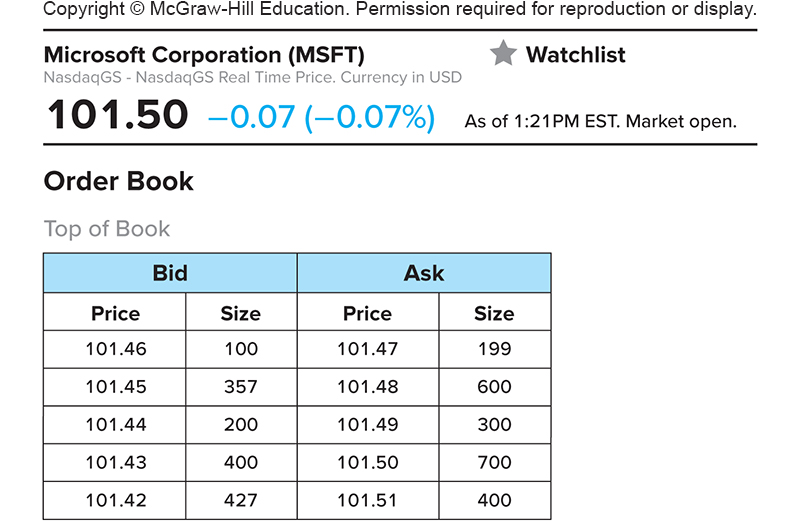 Copyright © McGraw-Hill Education. Permission required for reproduction or display.
Microsoft Corporation (MSFT) Watchlist
NasdaqGS - NasdaqGS Real Time Price. Currency in USD
101.50 –0.07 (–0.07%) As of 1:21PM EST. Market open.
Order Book
Top of Book
Bid Ask
Price Size Price Size
101.46 100 101.47 199
101.45 357 101.48 600
101.44 200 101.49 300
101.43 400 101.50 700
101.42 427 101.51 400